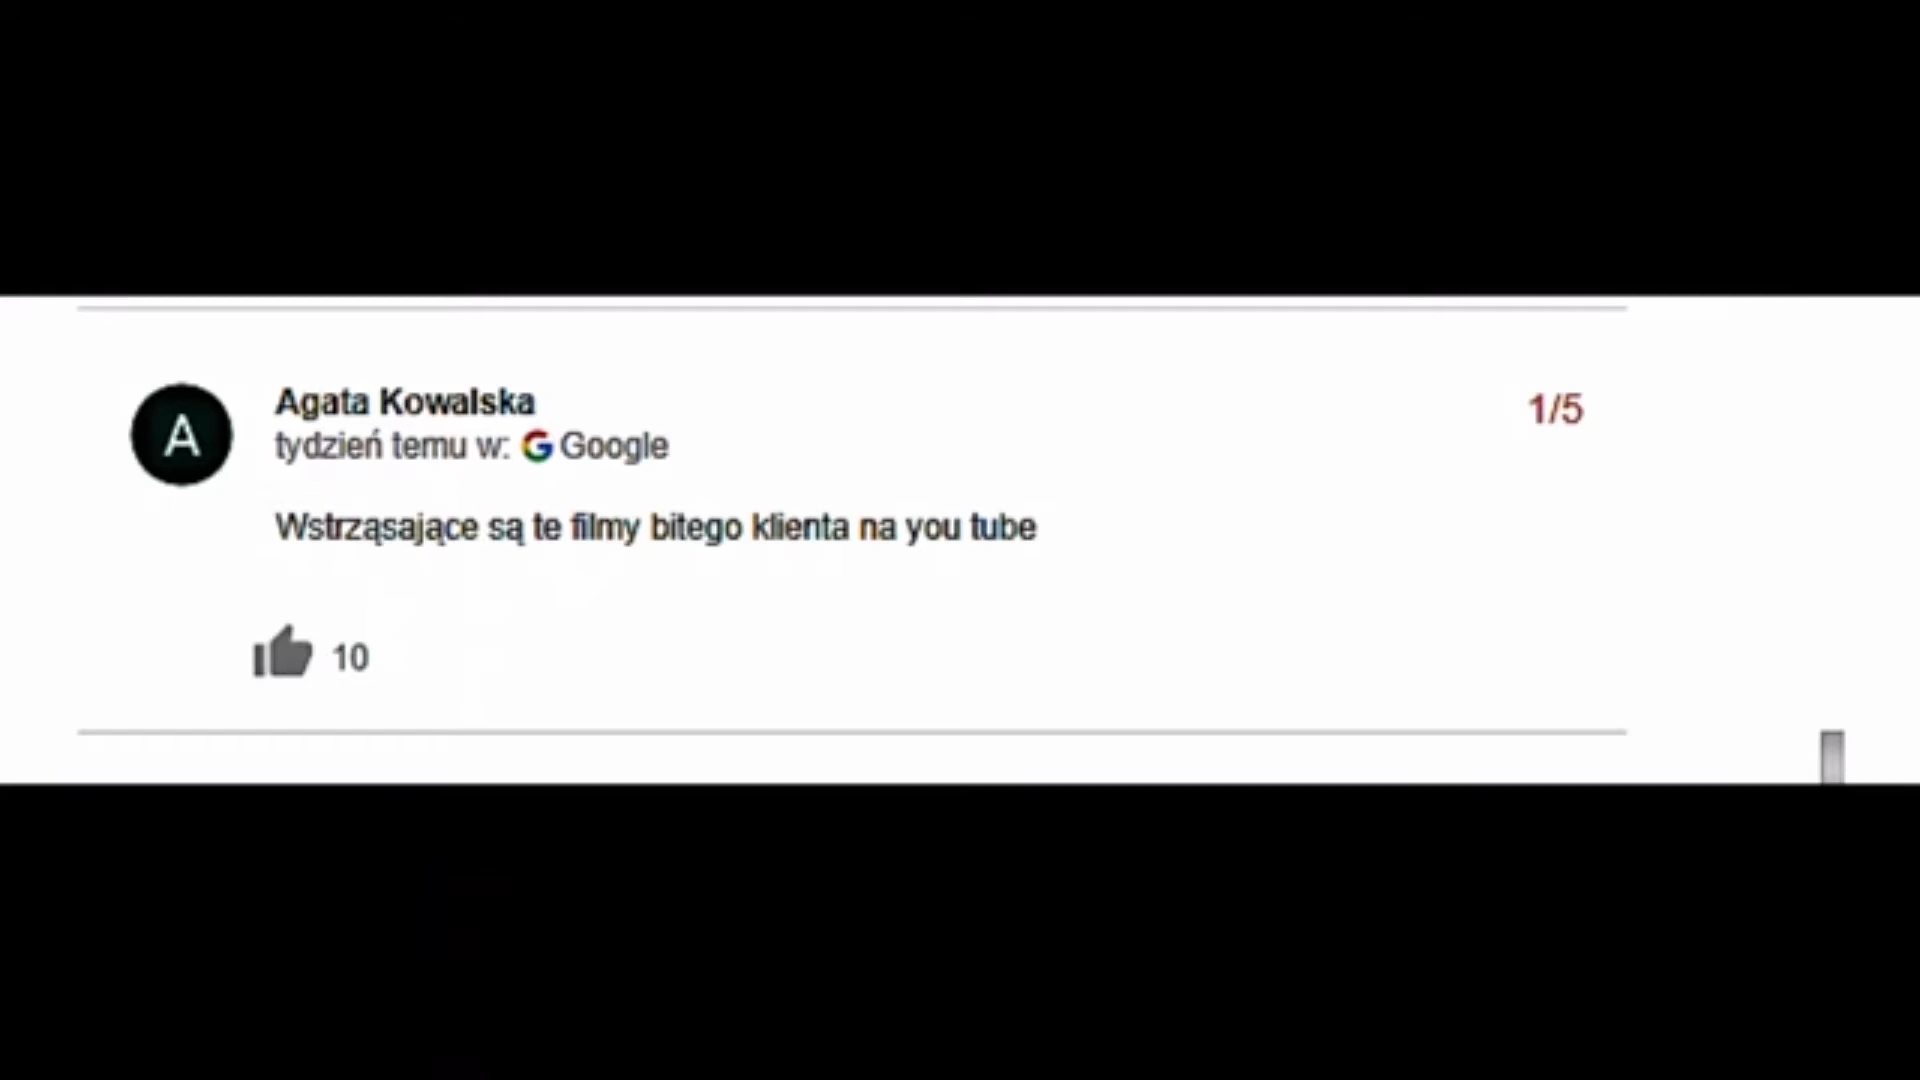 A
Agata Kowalska
1/5
tydzień temu w: Google
Wstrząsające są te filmy bitego klienta na you tube
10